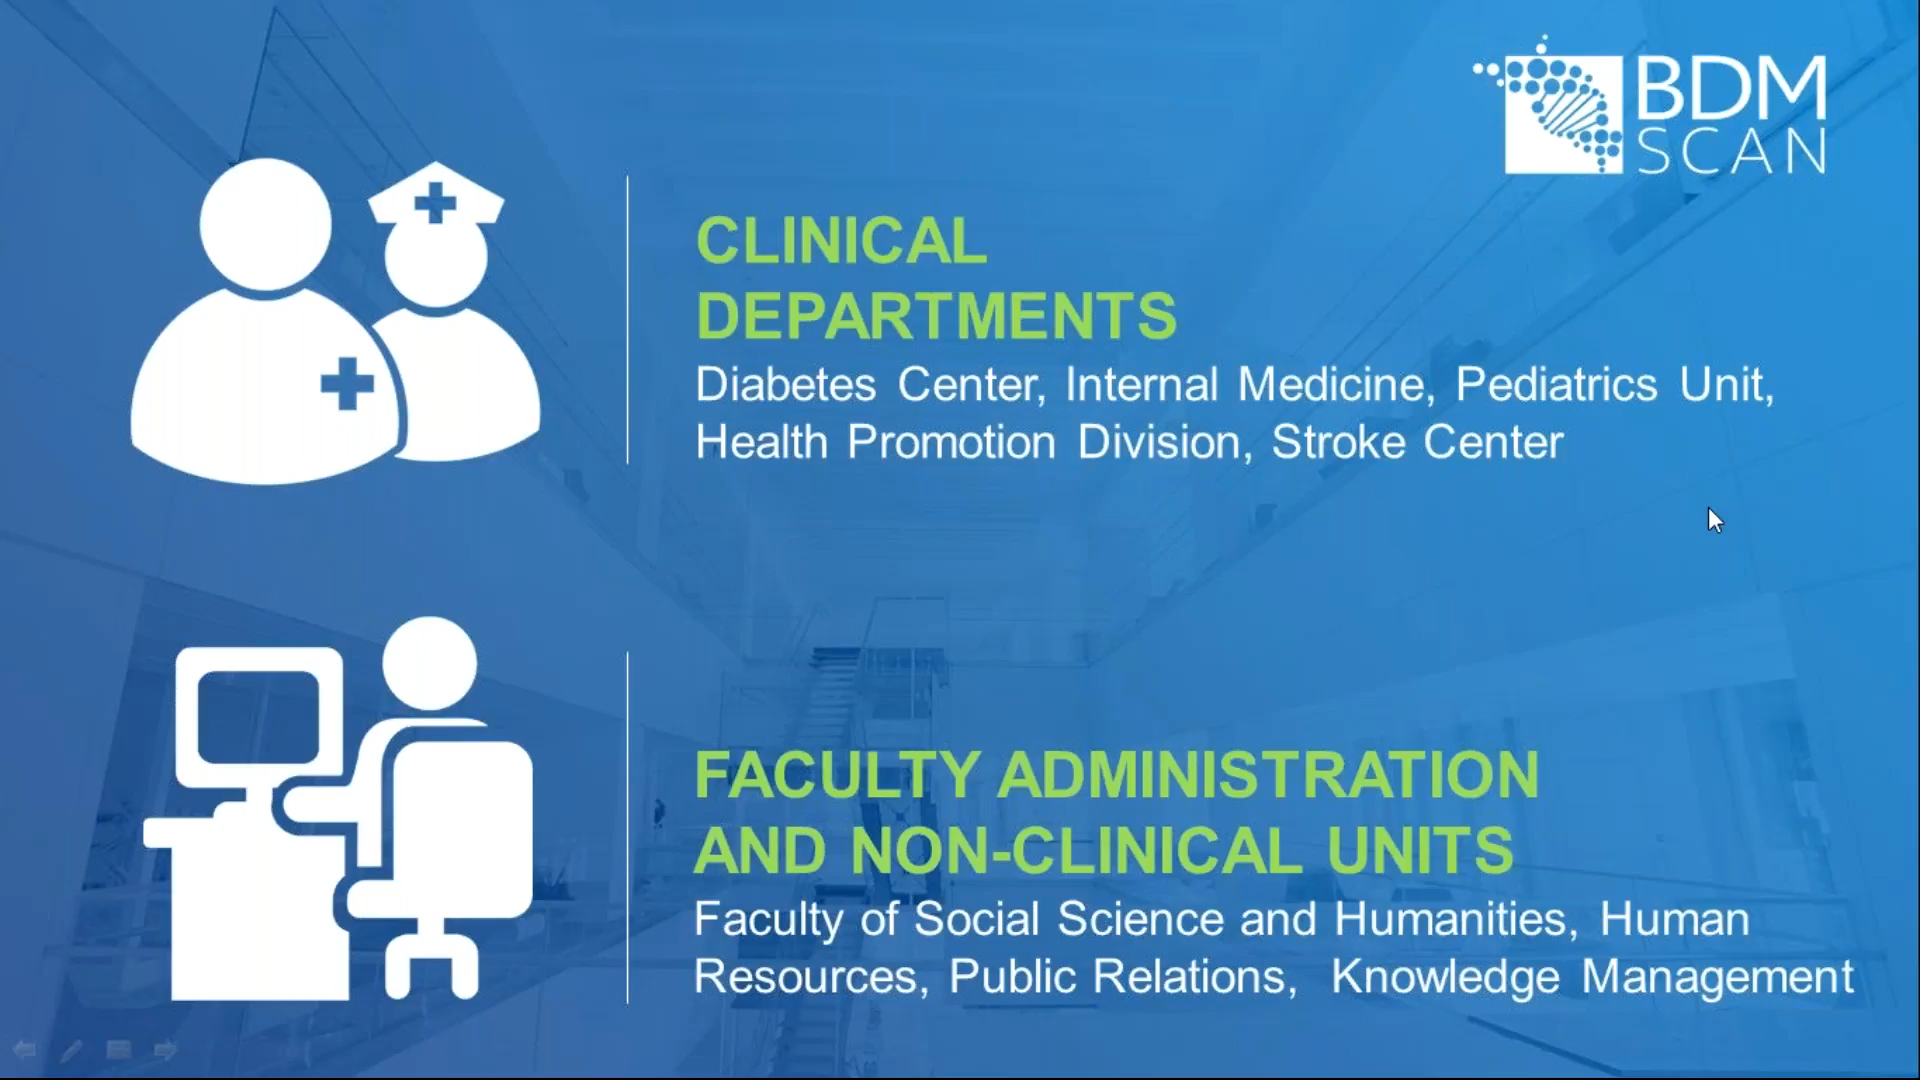 BDM
SCAN
CLINICAL
DEPARTMENTS
Diabetes Center, Internal Medicine, Pediatrics Unit,
Health Promotion Division, Stroke Center
FACULTY ADMINISTRATION
AND NON-CLINICAL UNITS
Faculty of Social Science and Humanities, Human
Resources, Public Relations, Knowledge Management